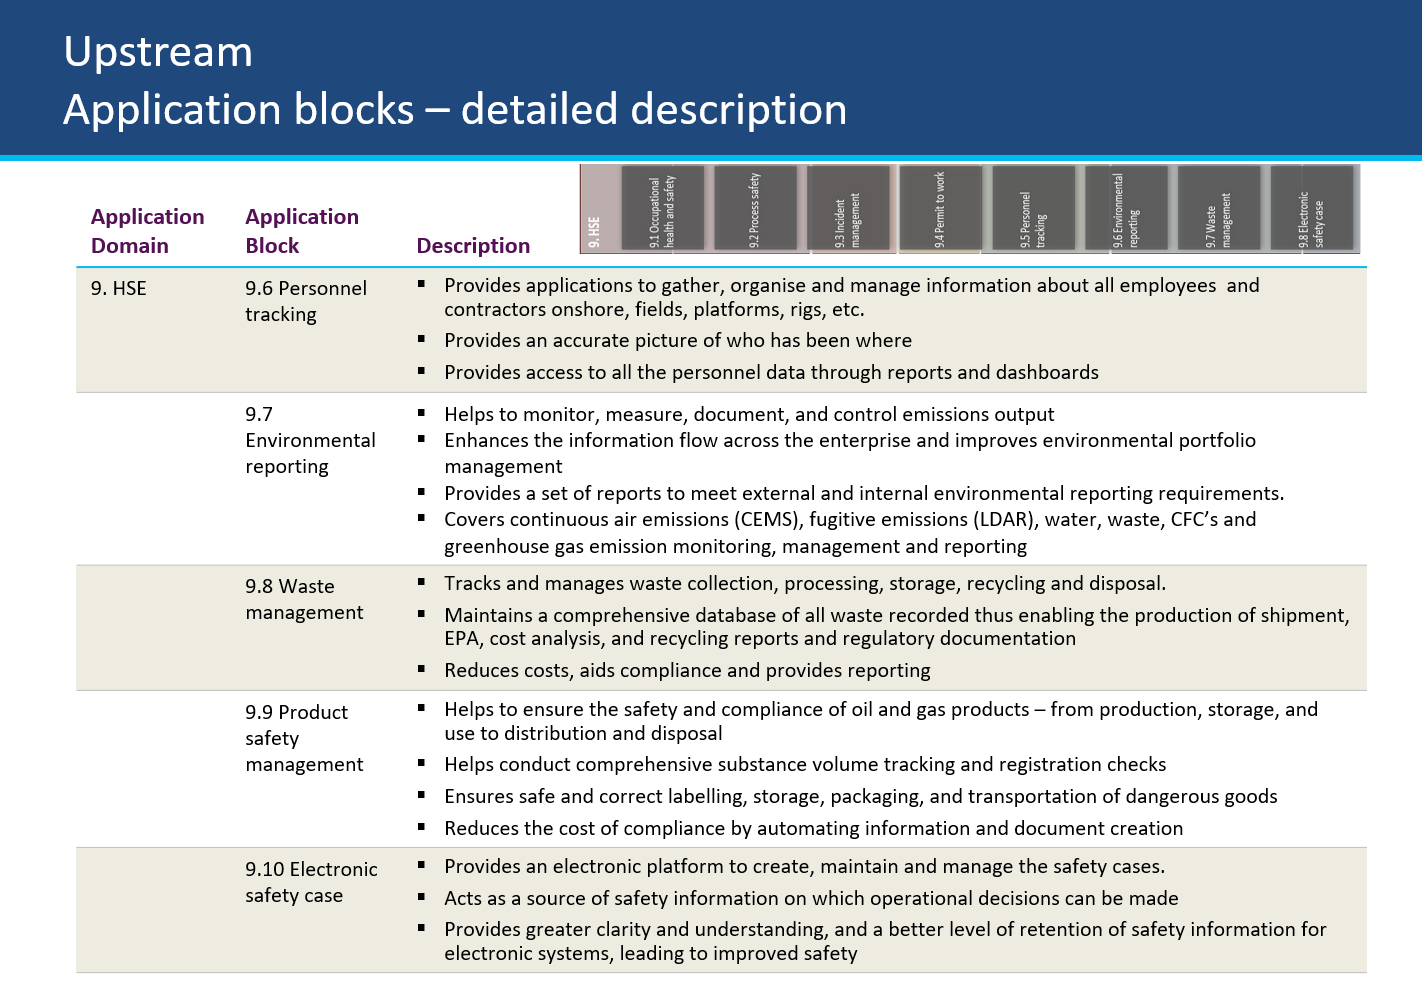 Upstream
Application blocks – detailed description
9. HSE
9.1 Occupational
health and safety
9.2 Process safety
9.3 Incident
management
9.4 Permit to work
9.5 Personnel
tracking
9.6 Environmental
reporting
9.7 Waste
management
9.8 Electronic
safety case
Application
Domain
Application
Block
Description
9. HSE
9.6 Personnel
tracking
▪ Provides applications to gather, organise and manage information about all employees  and
contractors onshore, fields, platforms, rigs, etc.
▪ Provides an accurate picture of who has been where
▪ Provides access to all the personnel data through reports and dashboards
9.7
Environmental
reporting
▪ Helps to monitor, measure, document, and control emissions output
▪ Enhances the information flow across the enterprise and improves environmental portfolio
management
▪ Provides a set of reports to meet external and internal environmental reporting requirements.
▪ Covers continuous air emissions (CEMS), fugitive emissions (LDAR), water, waste, CFC’s and
greenhouse gas emission monitoring, management and reporting
9.8 Waste
management
▪ Tracks and manages waste collection, processing, storage, recycling and disposal.
▪ Maintains a comprehensive database of all waste recorded thus enabling the production of shipment,
EPA, cost analysis, and recycling reports and regulatory documentation
▪ Reduces costs, aids compliance and provides reporting
9.9 Product
safety
management
▪ Helps to ensure the safety and compliance of oil and gas products – from production, storage, and
use to distribution and disposal
▪ Helps conduct comprehensive substance volume tracking and registration checks
▪ Ensures safe and correct labelling, storage, packaging, and transportation of dangerous goods
▪ Reduces the cost of compliance by automating information and document creation
9.10 Electronic
safety case
▪ Provides an electronic platform to create, maintain and manage the safety cases.
▪ Acts as a source of safety information on which operational decisions can be made
▪ Provides greater clarity and understanding, and a better level of retention of safety information for
electronic systems, leading to improved safety